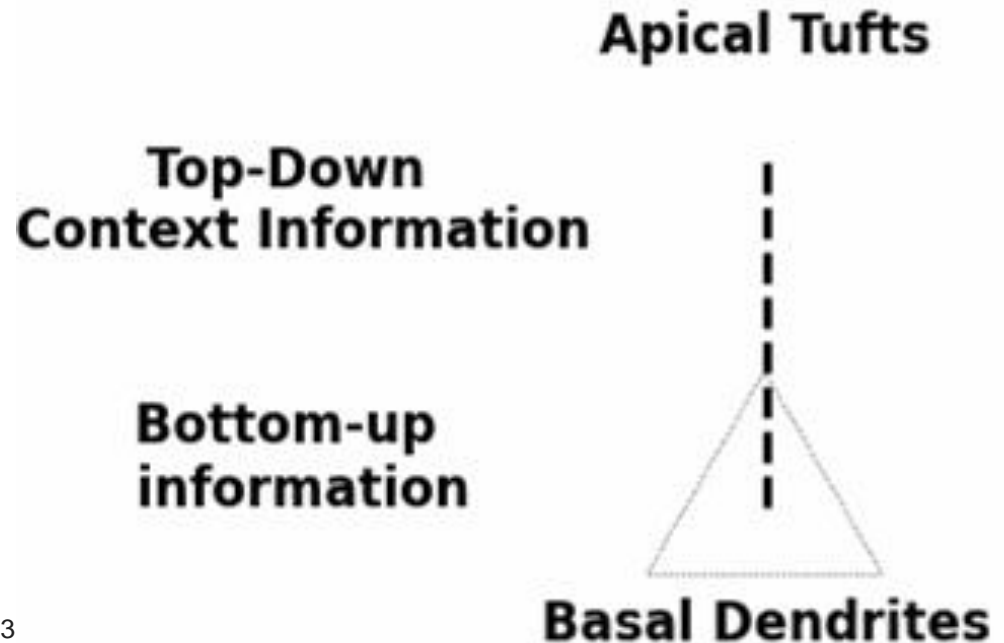 Apical Tufts
Top-Down
Context Information
Bottom-up
information
Basal Dendrites
3